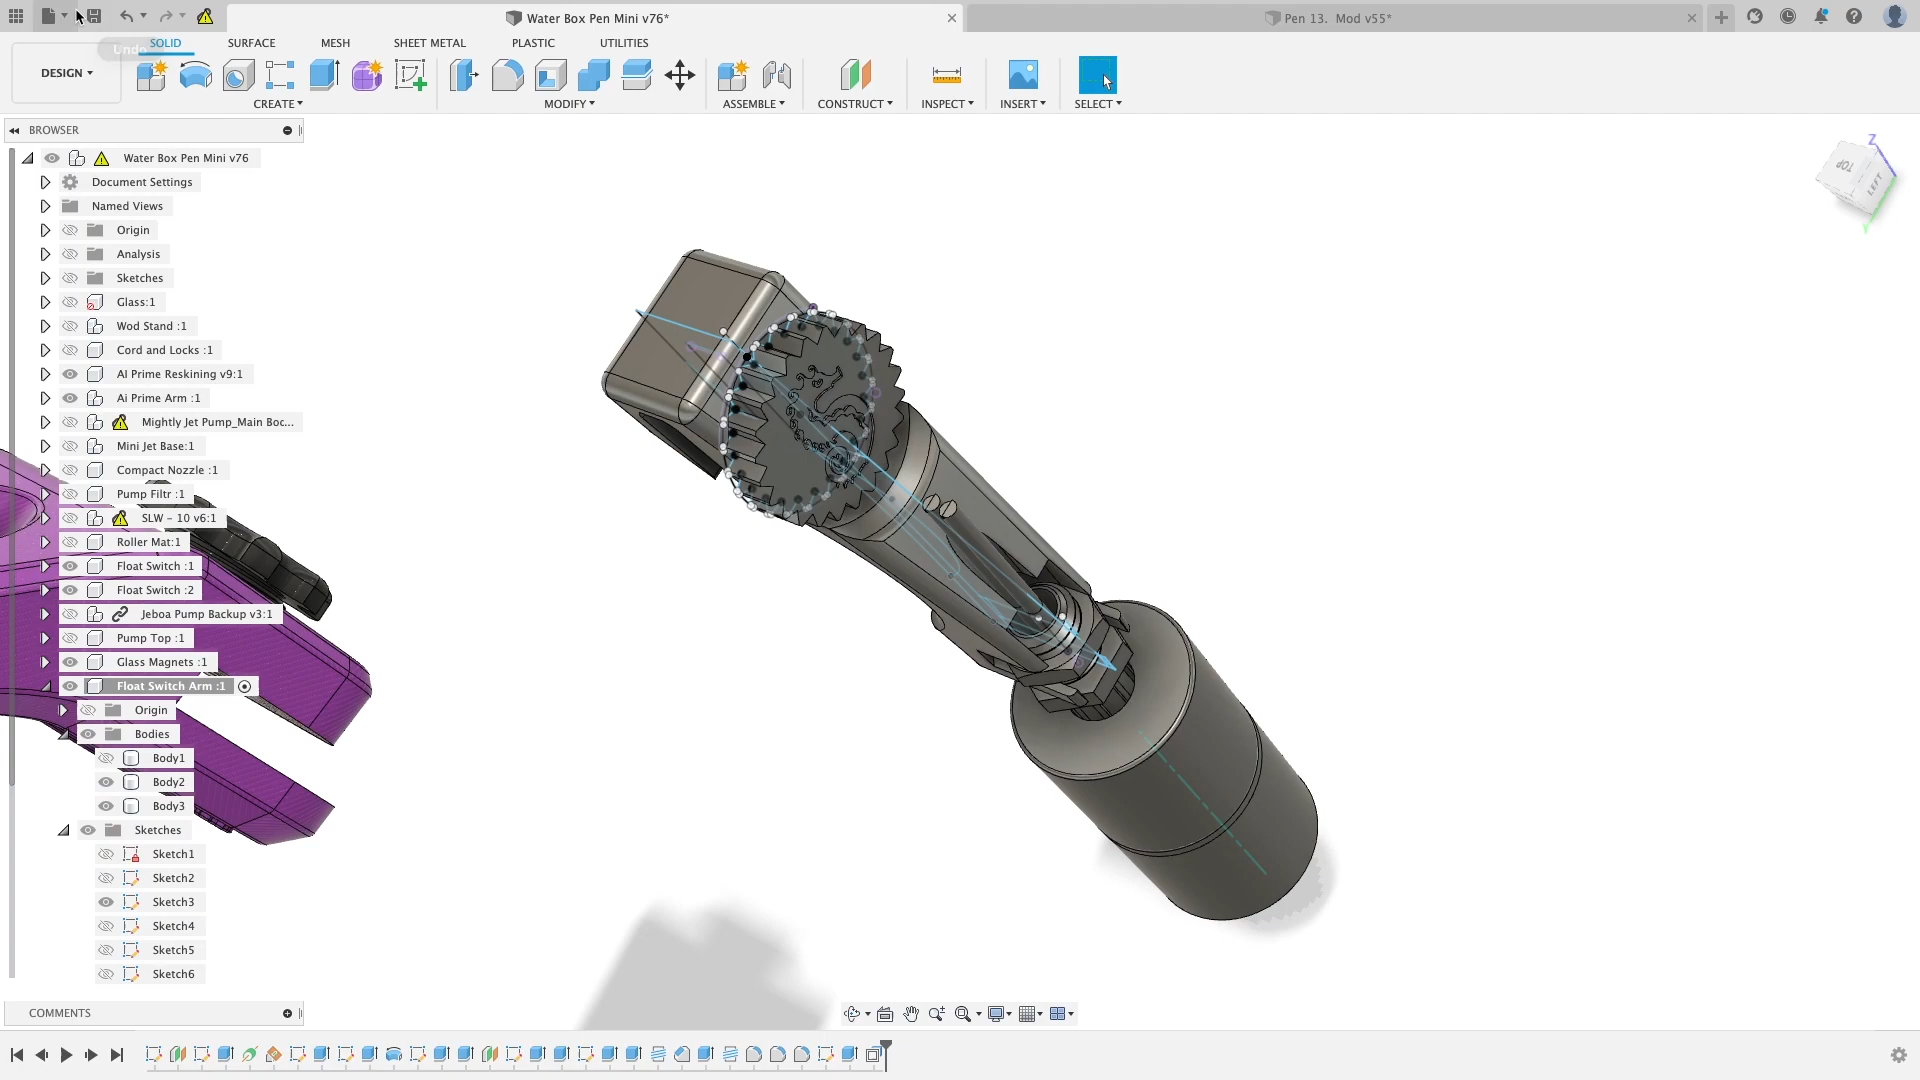 Water Box Pen Mini v76*
Pen 13. Mod v55*
Undo
SOLID
SURFACE
MESH
SHEET METAL
PLASTIC
UTILITIES
DESIGN
CREATE
MODIFY
ASSEMBLE
CONSTRUCT
INSPECT
INSERT
SELECT
BROWSER
Water Box Pen Mini v76
Document Settings
Named Views
Origin
Analysis
Sketches
Glass:1
Wod Stand :1
Cord and Locks :1
AI Prime Reskining v9:1
Ai Prime Arm :1
Mightly Jet Pump_Main Boc...
Mini Jet Base:1
Compact Nozzle :1
Pump Filtr :1
SLW - 10 v6:1
Roller Mat:1
Float Switch :1
Float Switch :2
Jeboa Pump Backup v3:1
Pump Top :1
Glass Magnets :1
Float Switch Arm :1
Origin
Bodies
Body1
Body2
Body3
Sketches
Sketch1
Sketch2
Sketch3
Sketch4
Sketch5
Sketch6
COMMENTS
Z
TOP
LEFT
Y